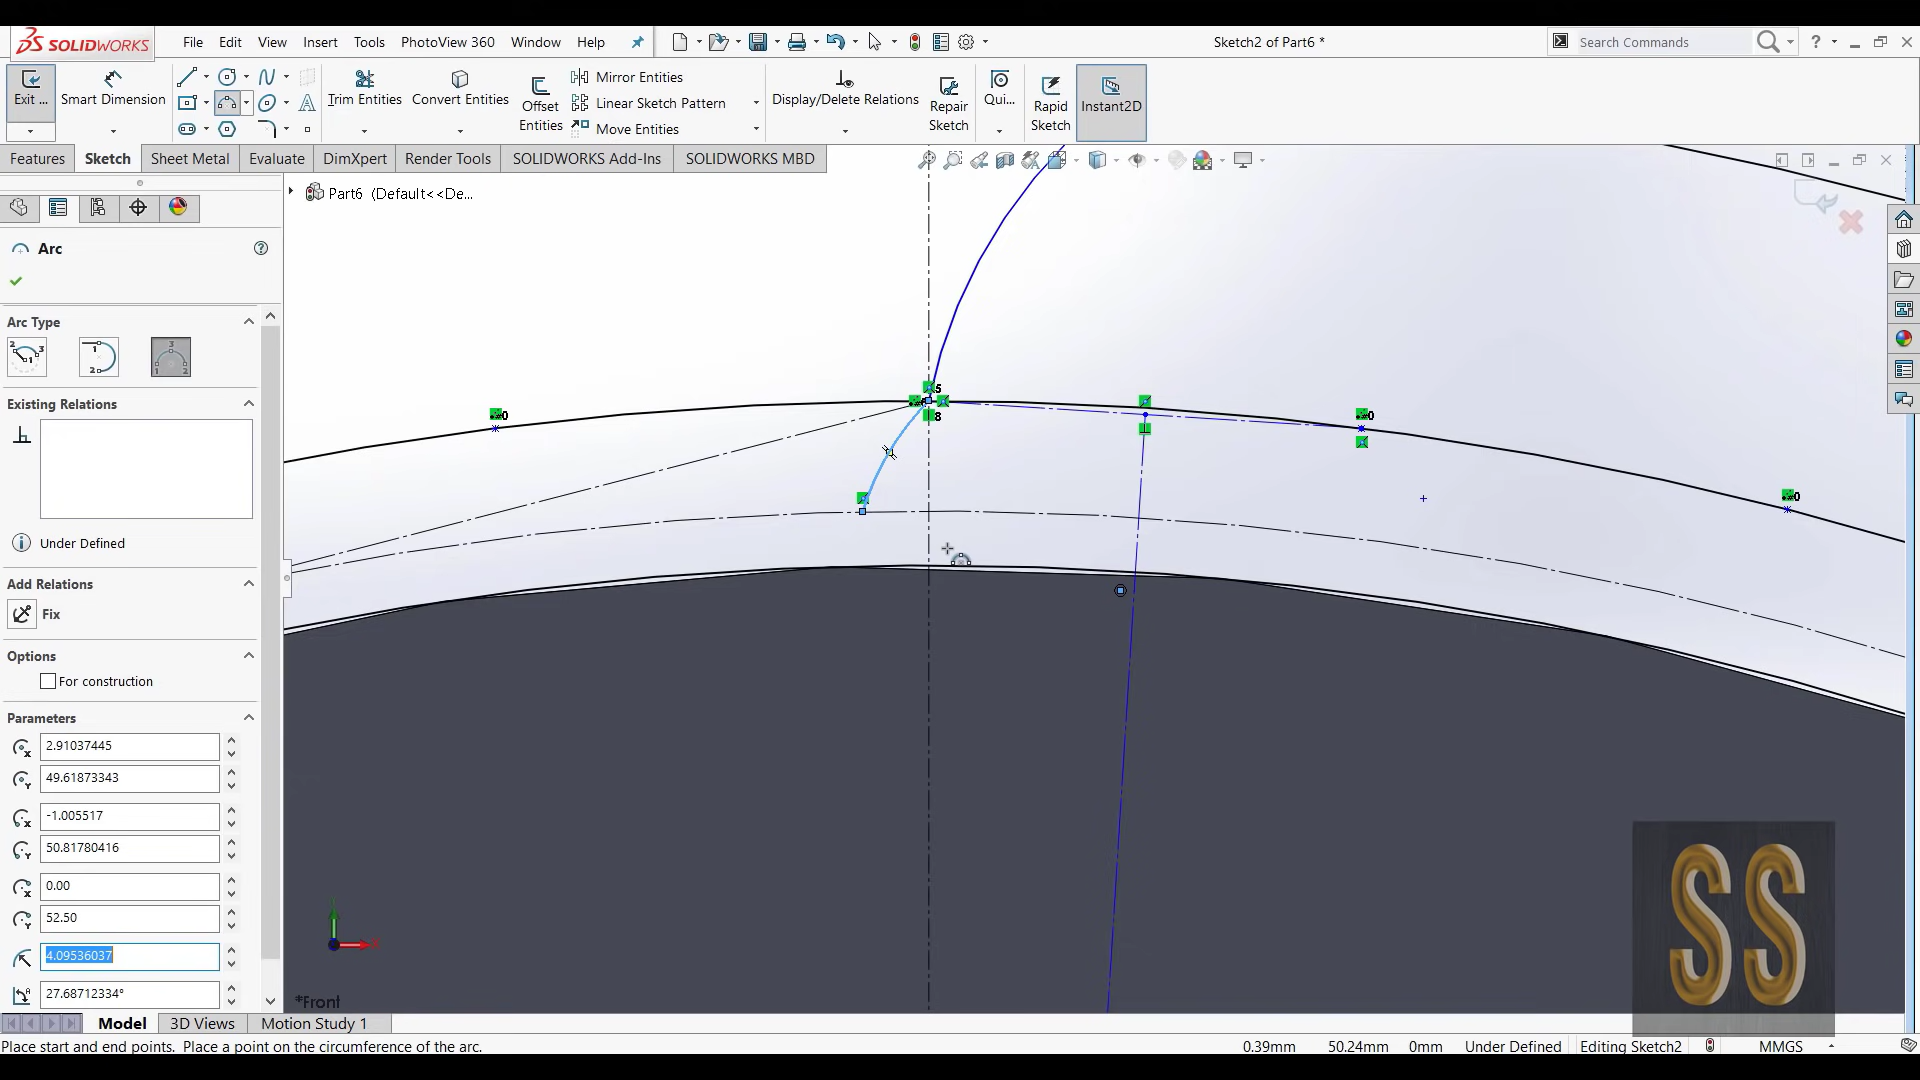 SOLIDWORKS
File Edit View Insert Tools PhotoView 360 Window Help
Sketch2 of Part6 *
Search Commands
?
Exit ...
Smart Dimension
Trim Entities
Convert Entities
Offset Entities
Mirror Entities
Linear Sketch Pattern
Move Entities
Display/Delete Relations
Repair Sketch
Qui...
Rapid Sketch
Instant2D
Features Sketch Sheet Metal Evaluate DimXpert Render Tools SOLIDWORKS Add-Ins SOLIDWORKS MBD
Part6 (Default<<De...
Arc
Arc Type
Existing Relations
Under Defined
Add Relations
Fix
Options
For construction
Parameters
2.91037445
49.61873343
-1.005517
50.81780416
0.00
52.50
4.09536037
27.68712334°
5
8
0
0
0
*Front
SS
Model 3D Views Motion Study 1
Place start and end points. Place a point on the circumference of the arc.
0.39mm 50.24mm 0mm Under Defined Editing Sketch2 MMGS